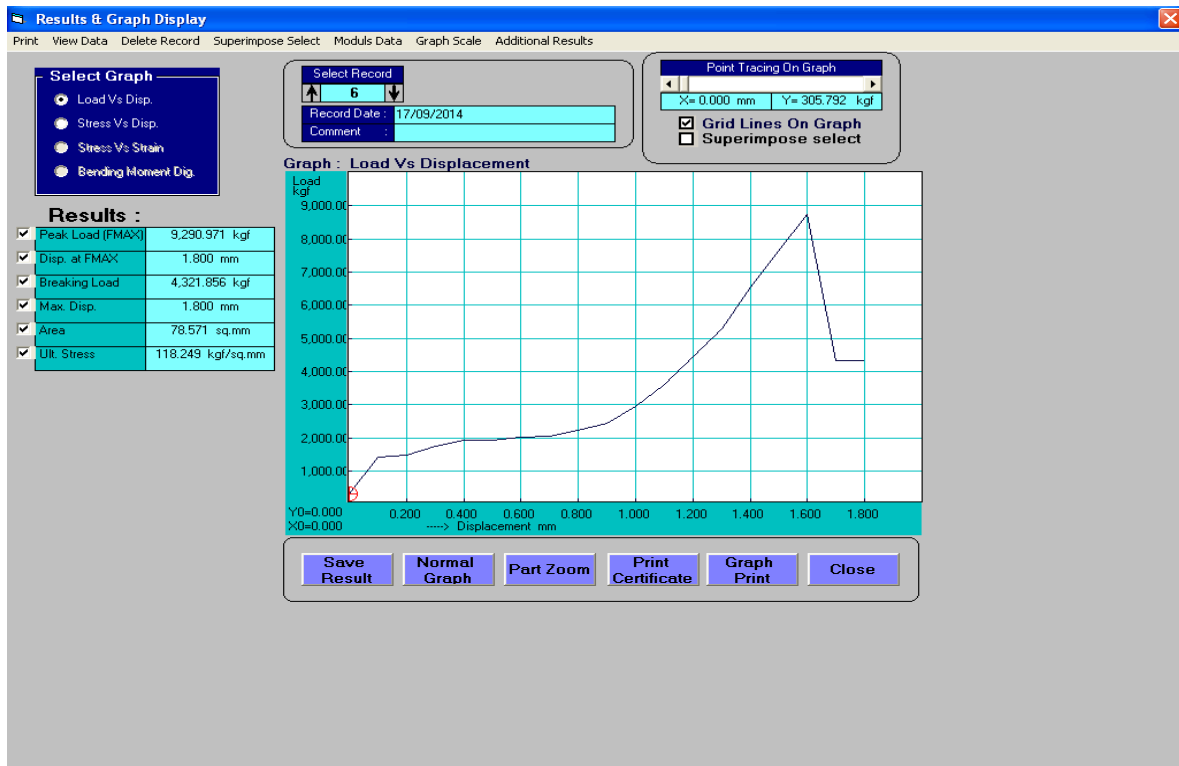 Results & Graph Display
Print View Data Delete Record Superimpose Select Moduls Data Graph Scale Additional Results
Select Graph
Load Vs Disp.
Stress Vs Disp.
Stress Vs Strain
Bending Moment Dig.
Select Record
6
Record Date : 17/09/2014
Comment :
Point Tracing On Graph
X= 0.000 mm Y= 305.792 kgf
Grid Lines On Graph
Superimpose select
Results :
Peak Load (FMAX) 9,290.971 kgf
Disp. at FMAX 1.800 mm
Breaking Load 4,321.856 kgf
Max. Disp. 1.800 mm
Area 78.571 sq.mm
Ult. Stress 118.249 kgf/sq.mm
Graph : Load Vs Displacement
Load
kgf
9,000.00
8,000.00
7,000.00
6,000.00
5,000.00
4,000.00
3,000.00
2,000.00
1,000.00
Y0=0.000 0.200 0.400 0.600 0.800 1.000 1.200 1.400 1.600 1.800
X0=0.000 ----> Displacement mm
Save Result
Normal Graph
Part Zoom
Print Certificate
Graph Print
Close